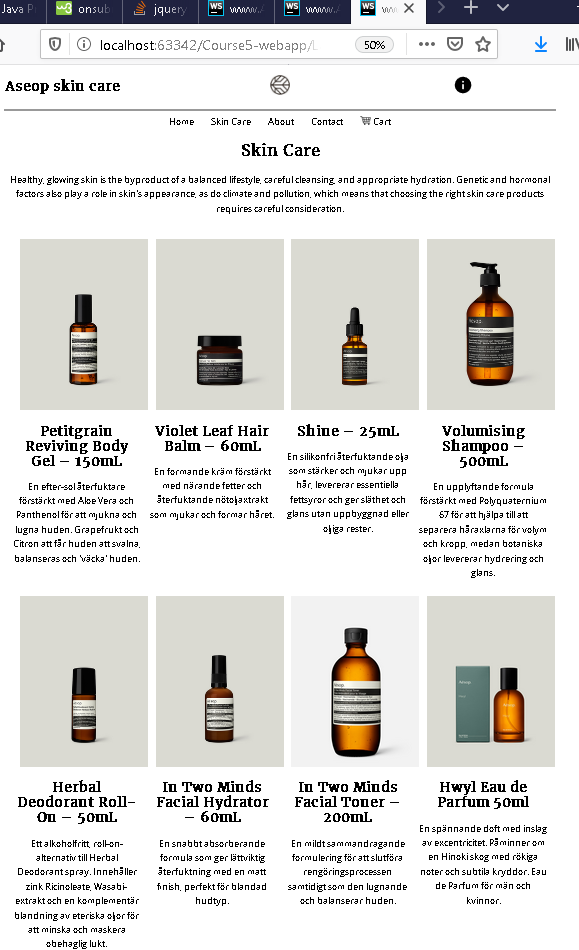 Java P
onsub
jquery
www.A
www.A
ww
localhost:63342/Course5-webapp/L
50%
Aseop skin care
Home Skin Care About Contact Cart
Skin Care
Healthy, glowing skin is the byproduct of a balanced lifestyle, careful cleansing, and appropriate hydration. Genetic and hormonal
factors also play a role in skin's appearance, as do climate and pollution, which means that choosing the right skin care products
requires careful consideration.
Petitgrain
Reviving Body
Gel – 150mL
En efter-sol återfuktare
förstärkt med Aloe Vera och
Panthenol för att mjukna och
lugna huden. Grapefrukt och
Citron att får huden att svalna,
balanseras och 'väcka' huden.
Violet Leaf Hair
Balm – 60mL
En formande kräm förstärkt
med närande fetter och
återfuktande nötoljaxtrakt
som mjukar och formar håret.
Shine – 25mL
En silikonfri återfuktande olja
som stärker och mjukar upp
hår, levererar essentiella
fettsyror och ger släthet och
glans utan uppbyggnad eller
oljiga rester.
Volumising
Shampoo –
500mL
En upplyftande formula
förstärkt med Polyquaternium
-67 för att hjälpa till att
separera håraxlarna för volym
och kropp, medan botaniska
oljor levererar hydrering och
glans.
Herbal
Deodorant Roll-
On – 50mL
Ett alkoholfritt, roll-on-
alternativ till Herbal
Deodorant spray. Innehåller
zink Ricinoleate, Wasabi-
extrakt och en komplementär
blandning av eteriska oljor för
att minska och maskera
obehaglig lukt.
In Two Minds
Facial Hydrator
– 60mL
En snabbt absorberande
formula som ger lättviktig
återfuktning med en matt
finish, perfekt för blandad
hudtyp.
In Two Minds
Facial Toner –
200mL
En mildt sammandragande
formulering för att slutföra
rengöringsprocessen
samtidigt som den lugnande
och balanserar huden.
Hwyl Eau de
Parfum 50ml
En spännande doft med inslag
av excentricitet. Påminner om
en Hinoki skog med rökiga
noter och subtila kryddor. Eau
de Parfum för män och
kvinnor.